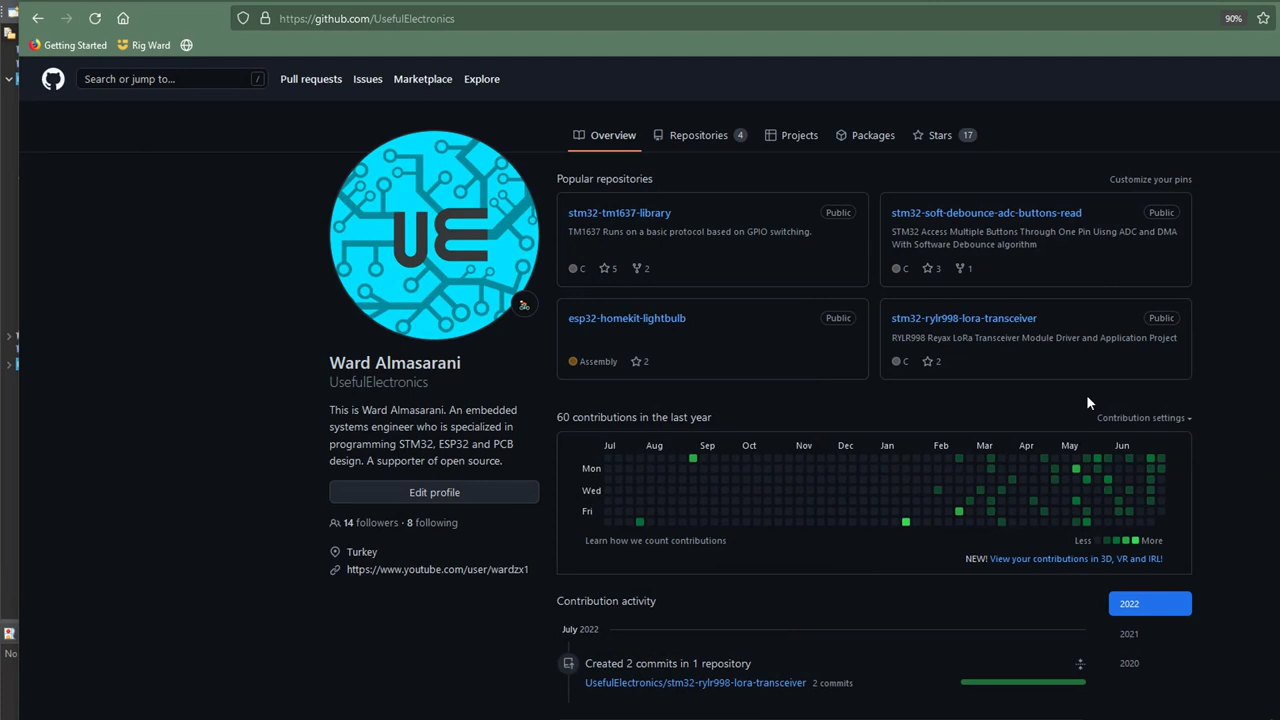 https://github.com/UsefulElectronics
90%
Getting Started
Rig Ward
Search or jump to...
/
Pull requests
Issues
Marketplace
Explore
Overview
Repositories 4
Projects
Packages
Stars 17
UE
Ward Almasarani
UsefulElectronics
This is Ward Almasarani. An embedded
systems engineer who is specialized in
programming STM32, ESP32 and PCB
design. A supporter of open source.
Edit profile
14 followers · 8 following
Turkey
https://www.youtube.com/user/wardzx1
Popular repositories
Customize your pins
stm32-tm1637-library
Public
TM1637 Runs on a basic protocol based on GPIO switching.
C 5 2
stm32-soft-debounce-adc-buttons-read
Public
STM32 Access Multiple Buttons Through One Pin Uisng ADC and DMA
With Software Debounce algorithm
C 3 1
esp32-homekit-lightbulb
Public
Assembly 2
stm32-rylr998-lora-transceiver
Public
RYLR998 Reyax LoRa Transceiver Module Driver and Application Project
C 2
60 contributions in the last year
Contribution settings
Jul Aug Sep Oct Nov Dec Jan Feb Mar Apr May Jun
Mon
Wed
Fri
Learn how we count contributions
Less
More
NEW! View your contributions in 3D, VR and IRL!
Contribution activity
2022
2021
2020
July 2022
Created 2 commits in 1 repository
UsefulElectronics/stm32-rylr998-lora-transceiver 2 commits
No